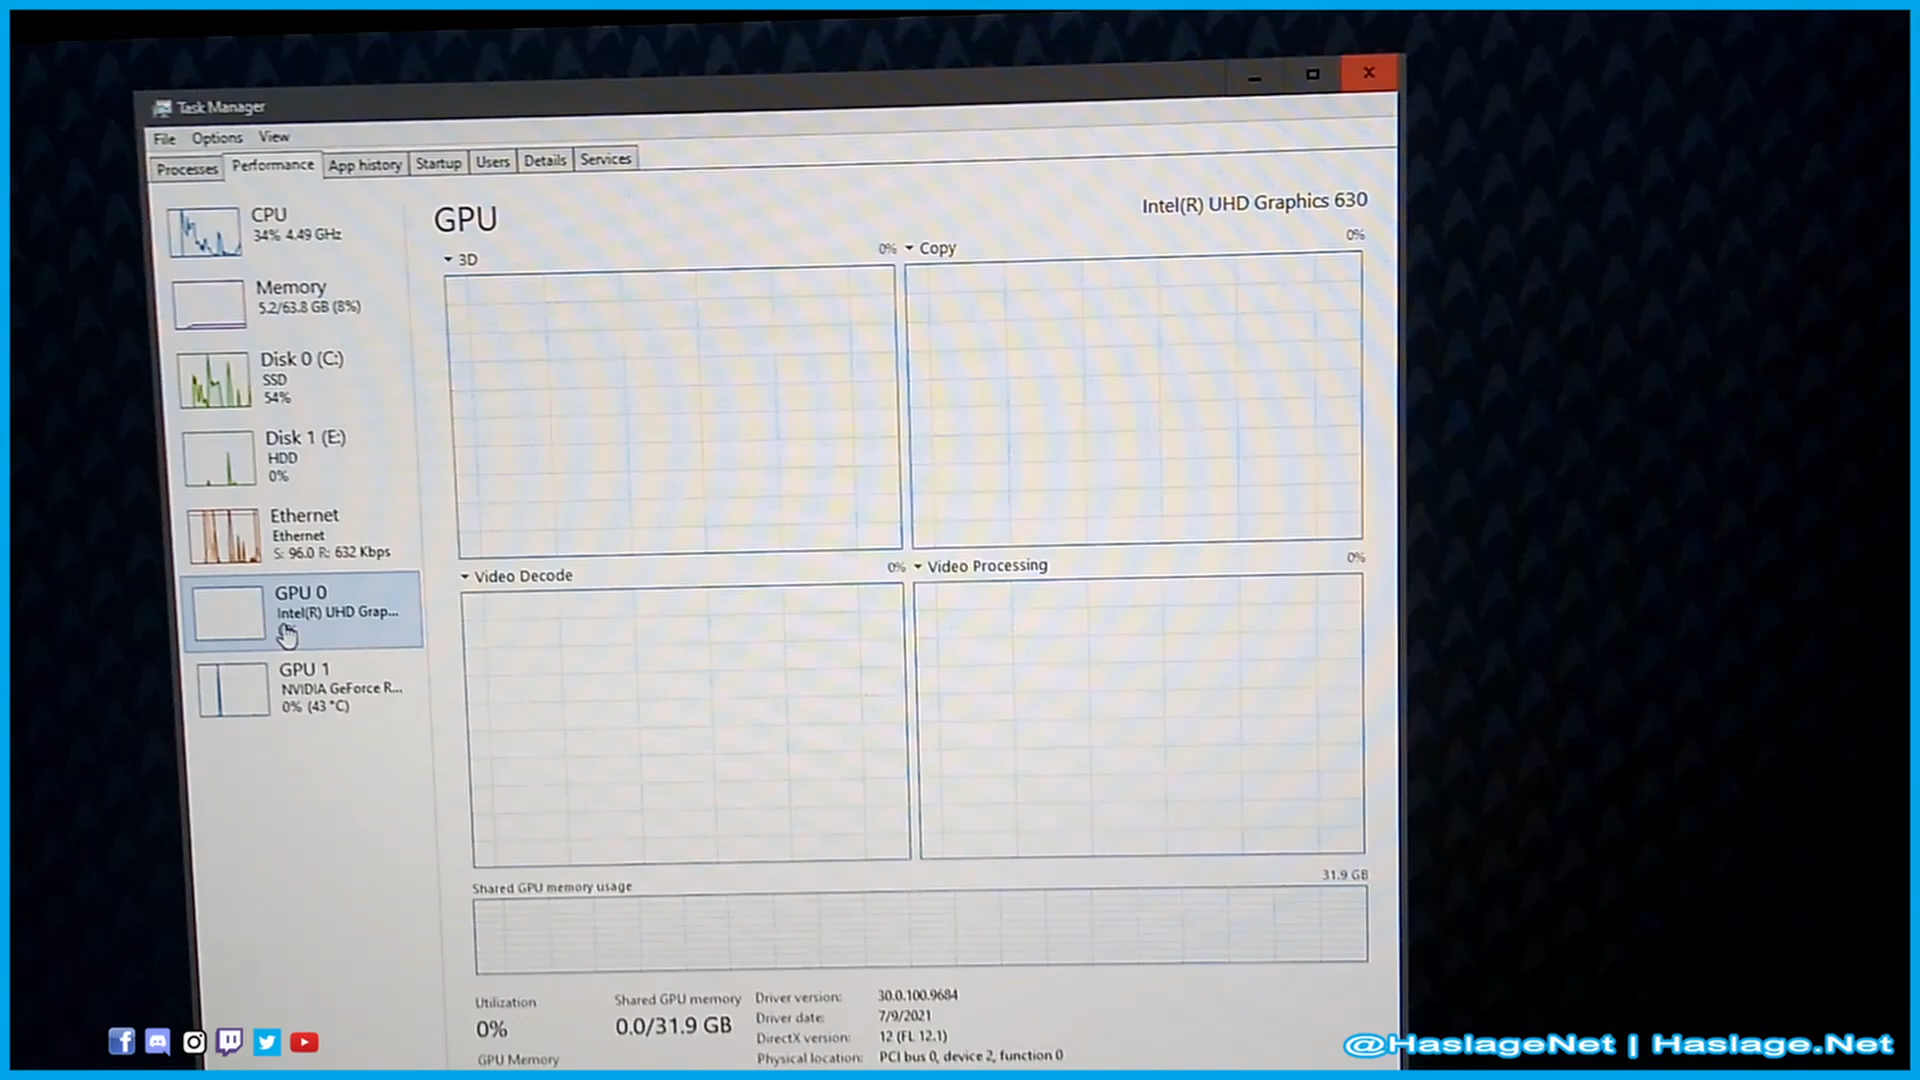 Task Manager
File Options View
Processes Performance App history Startup Users Details Services
CPU
34% 4.49 GHz
Memory
5.2/63.8 GB (8%)
Disk 0 (C:)
SSD
54%
Disk 1 (E:)
HDD
0%
Ethernet
Ethernet
S: 96.0 R: 632 Kbps
GPU 0
Intel(R) UHD Grap...
GPU 1
NVIDIA GeForce R...
0% (43 °C)
GPU
Intel(R) UHD Graphics 630
3D 0%
Copy 0%
Video Decode 0%
Video Processing 0%
Shared GPU memory usage 31.9 GB
Utilization
0%
Shared GPU memory
0.0/31.9 GB
GPU Memory
Driver version: 30.0.100.9684
Driver date: 7/9/2021
DirectX version: 12 (FL 12.1)
Physical location: PCI bus 0, device 2, function 0
@HaslageNet | Haslage.Net